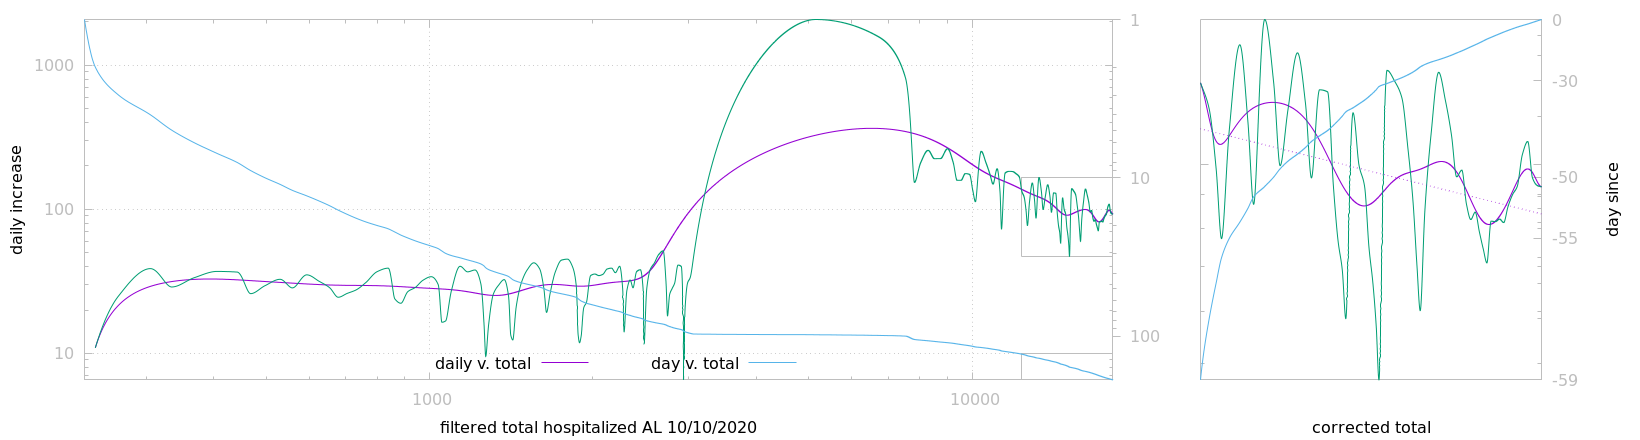 1000
100
10
daily increase
1
10
100
daily v. total
day v. total
1000
10000
filtered total hospitalized AL 10/10/2020
0
-30
-50
-55
-59
day since
corrected total